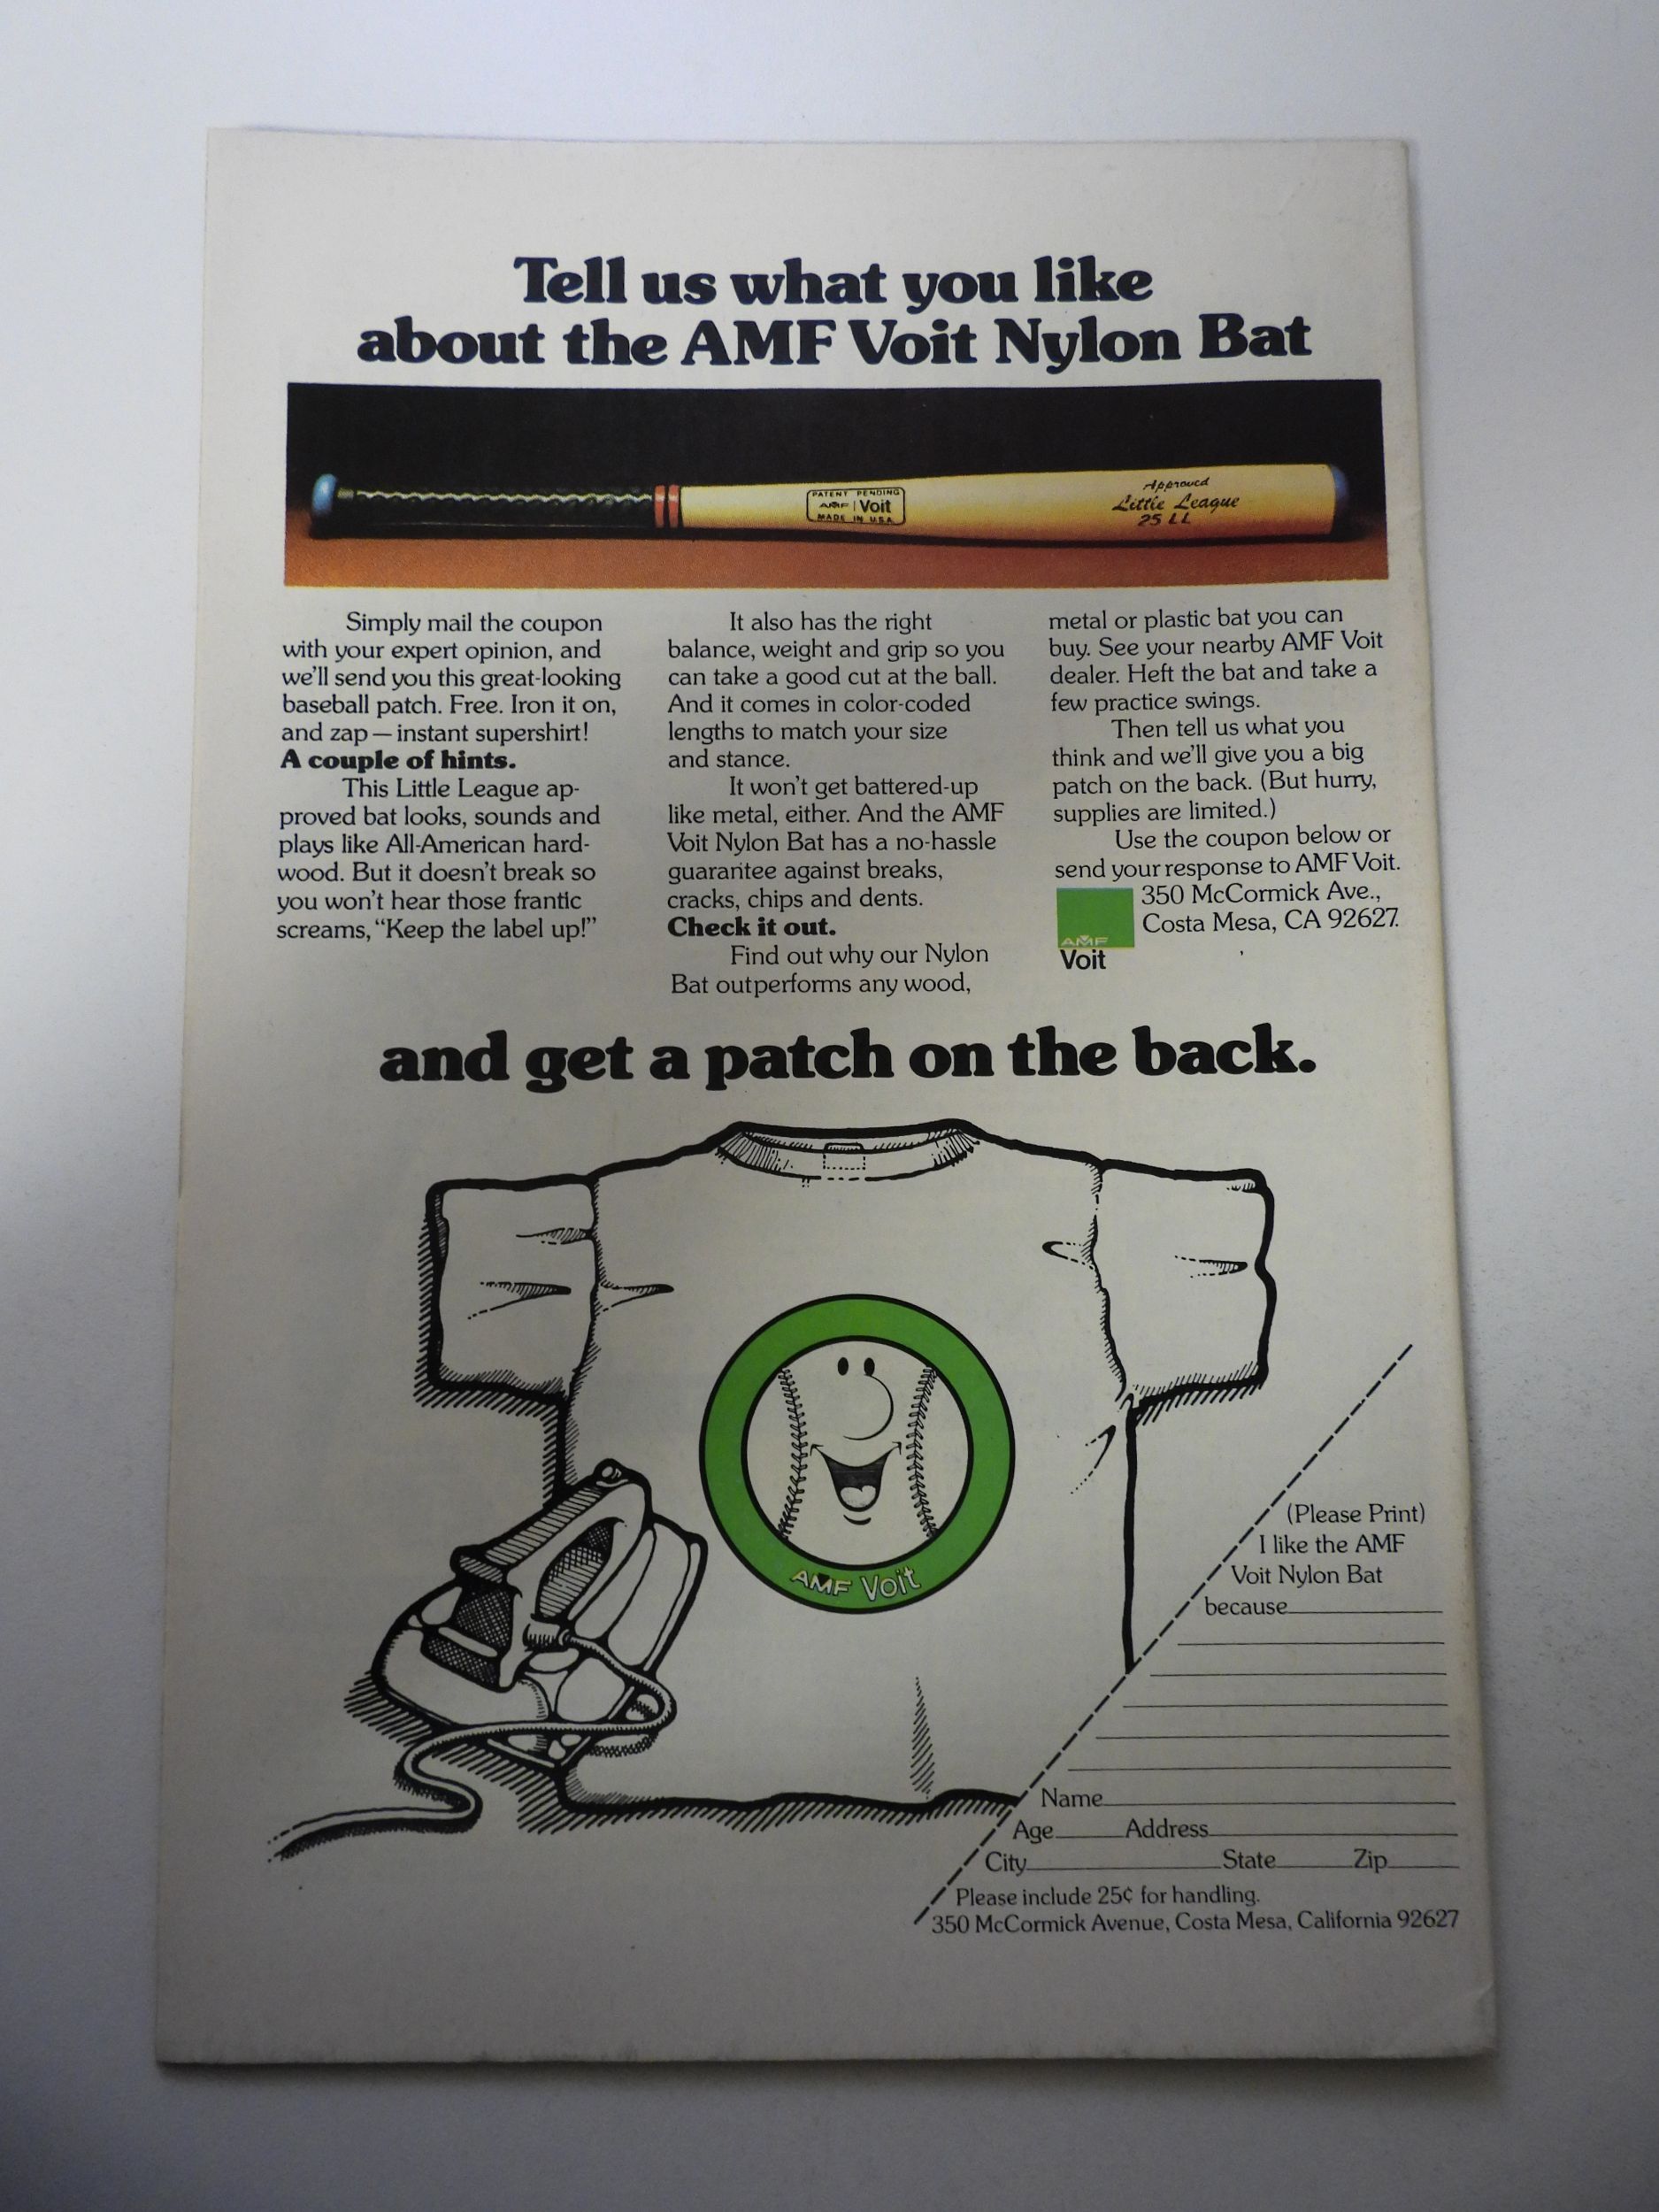 Tell us what you like
about the AMF Voit Nylon Bat
PATENT PENDING
AMF | Voit
MADE IN U.S.A.
Approved
Little League
25 LL
Simply mail the coupon
with your expert opinion, and
we'll send you this great-looking
baseball patch. Free. Iron it on,
and zap — instant supershirt!
A couple of hints.
This Little League ap-
proved bat looks, sounds and
plays like All-American hard-
wood. But it doesn't break so
you won't hear those frantic
screams, "Keep the label up!"
It also has the right
balance, weight and grip so you
can take a good cut at the ball.
And it comes in color-coded
lengths to match your size
and stance.
It won't get battered-up
like metal, either. And the AMF
Voit Nylon Bat has a no-hassle
guarantee against breaks,
cracks, chips and dents.
Check it out.
Find out why our Nylon
Bat outperforms any wood,
metal or plastic bat you can
buy. See your nearby AMF Voit
dealer. Heft the bat and take a
few practice swings.
Then tell us what you
think and we'll give you a big
patch on the back. (But hurry,
supplies are limited.)
Use the coupon below or
send your response to AMF Voit.
350 McCormick Ave.,
Costa Mesa, CA 92627.
AMF
Voit
and get a patch on the back.
AMF Voit
(Please Print)
I like the AMF
Voit Nylon Bat
because
Name
Age Address
City State Zip
Please include 25¢ for handling.
350 McCormick Avenue, Costa Mesa, California 92627